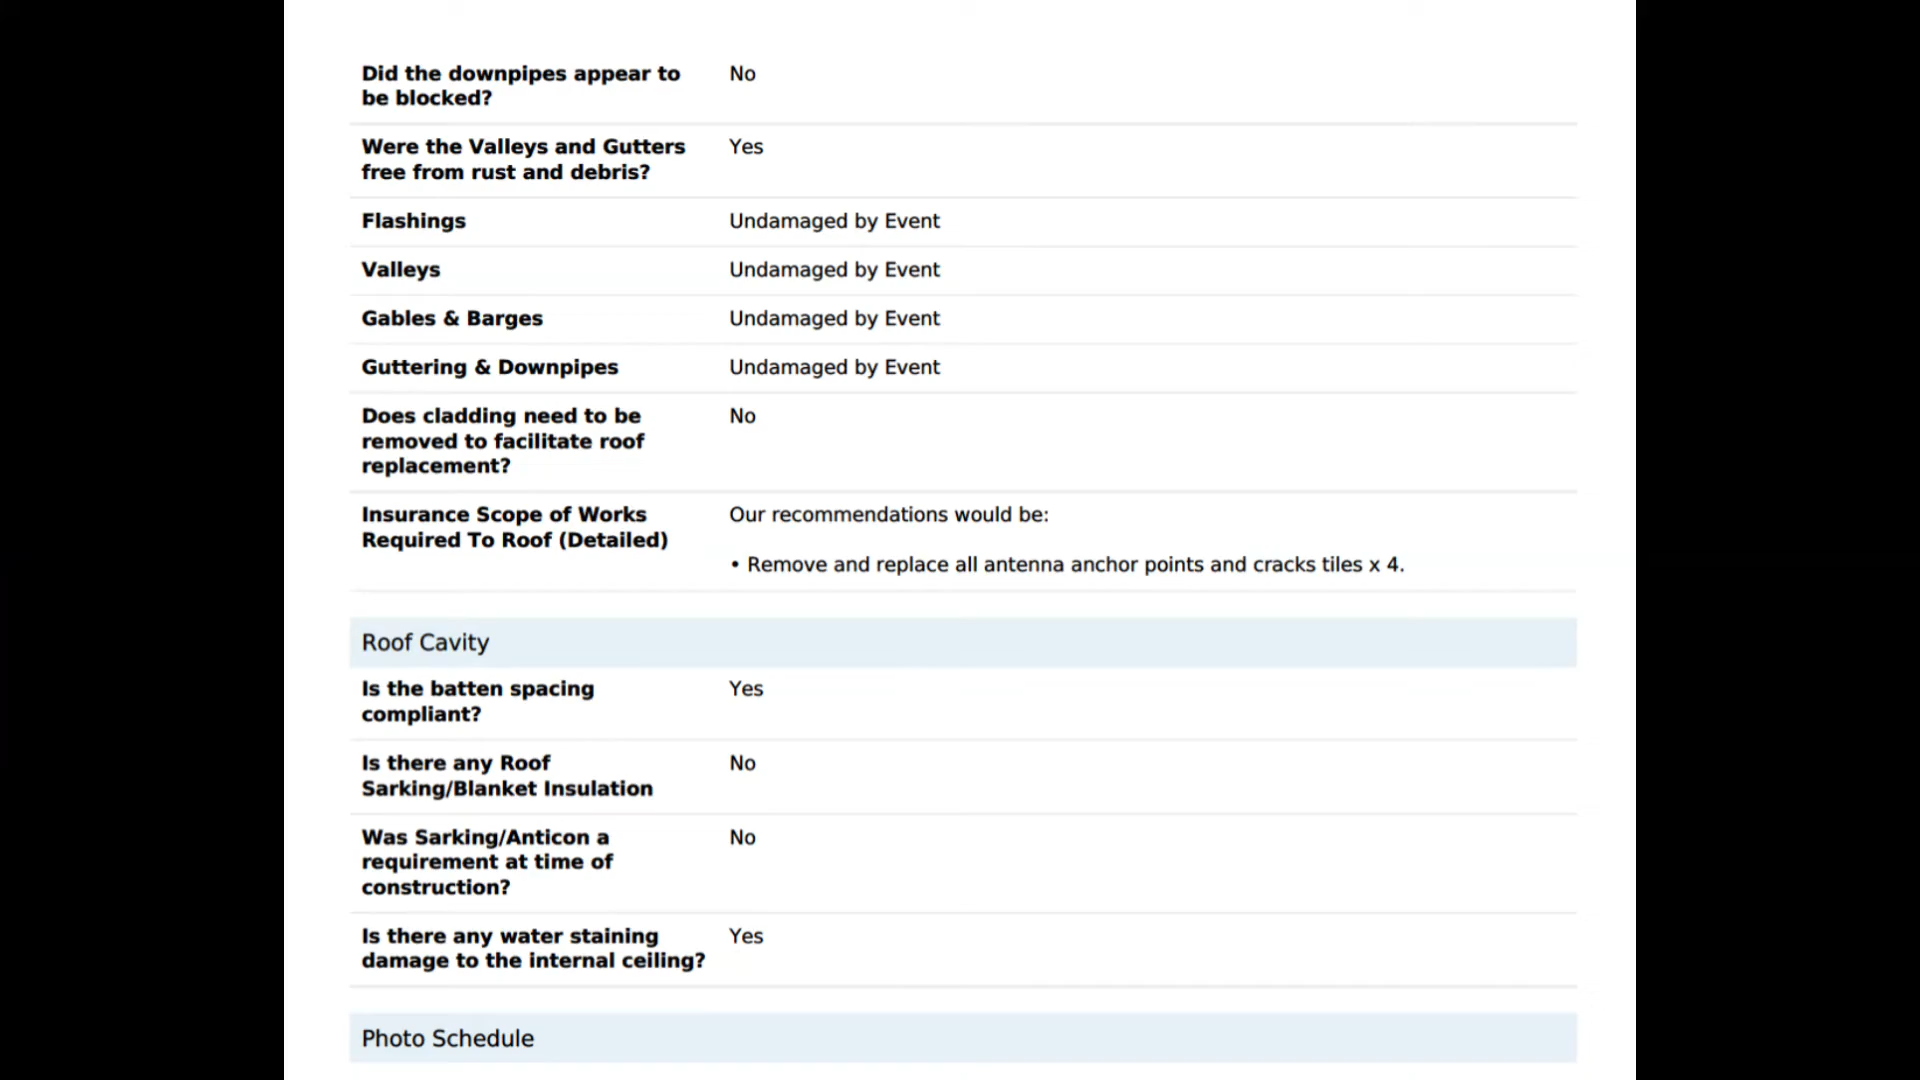 Did the downpipes appear to
be blocked?
No
Were the Valleys and Gutters
free from rust and debris?
Yes
Flashings
Undamaged by Event
Valleys
Undamaged by Event
Gables & Barges
Undamaged by Event
Guttering & Downpipes
Undamaged by Event
Does cladding need to be
removed to facilitate roof
replacement?
No
Insurance Scope of Works
Required To Roof (Detailed)
Our recommendations would be:
• Remove and replace all antenna anchor points and cracks tiles x 4.
Roof Cavity
Is the batten spacing
compliant?
Yes
Is there any Roof
Sarking/Blanket Insulation
No
Was Sarking/Anticon a
requirement at time of
construction?
No
Is there any water staining
damage to the internal ceiling?
Yes
Photo Schedule